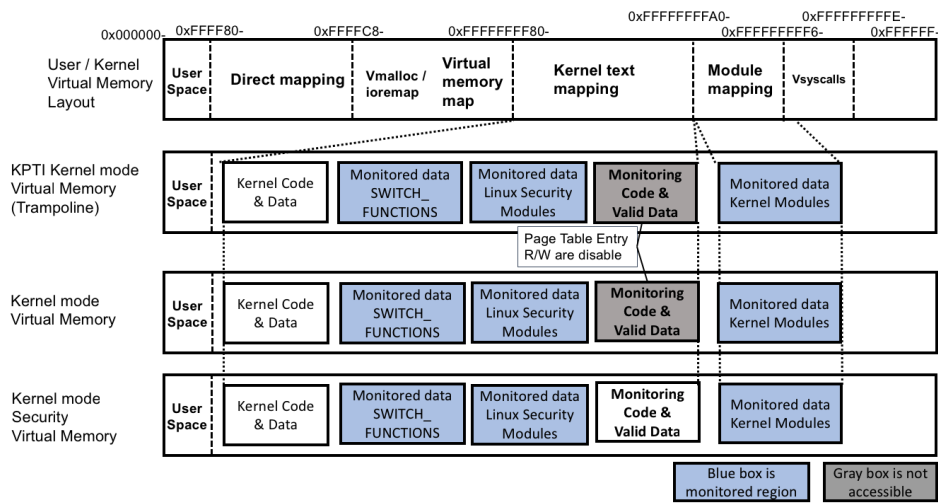 0x000000-
0xFFFF80-
0xFFFFC8-
0xFFFFFFFF80-
0xFFFFFFFFA0-
0xFFFFFFFFF6-
0xFFFFFFFFFE-
0xFFFFFF-
User / Kernel
Virtual Memory
Layout
User
Space
Direct mapping
Vmalloc /
ioremap
Virtual
memory
map
Kernel text
mapping
Module
mapping
Vsyscalls
KPTI Kernel mode
Virtual Memory
(Trampoline)
User
Space
Kernel Code
& Data
Monitored data
SWITCH_
FUNCTIONS
Monitored data
Linux Security
Modules
Monitoring
Code &
Valid Data
Monitored data
Kernel Modules
Page Table Entry
R/W are disable
Kernel mode
Virtual Memory
User
Space
Kernel Code
& Data
Monitored data
SWITCH_
FUNCTIONS
Monitored data
Linux Security
Modules
Monitoring
Code &
Valid Data
Monitored data
Kernel Modules
Kernel mode
Security
Virtual Memory
User
Space
Kernel Code
& Data
Monitored data
SWITCH_
FUNCTIONS
Monitored data
Linux Security
Modules
Monitoring
Code &
Valid Data
Monitored data
Kernel Modules
Blue box is
monitored region
Gray box is not
accessible